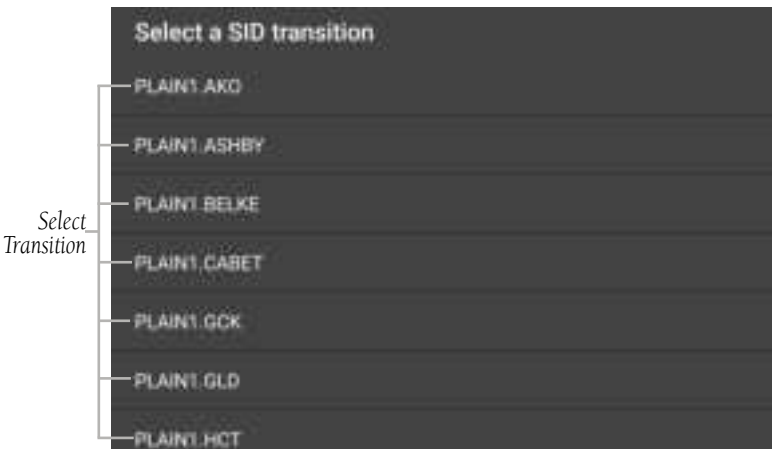 Select a SID transition
PLAIN1.AKO
PLAIN1.ASHBY
PLAIN1.BELKE
Select
Transition
PLAIN1.CABET
PLAIN1.GCK
PLAIN1.GLD
PLAIN1.HCT